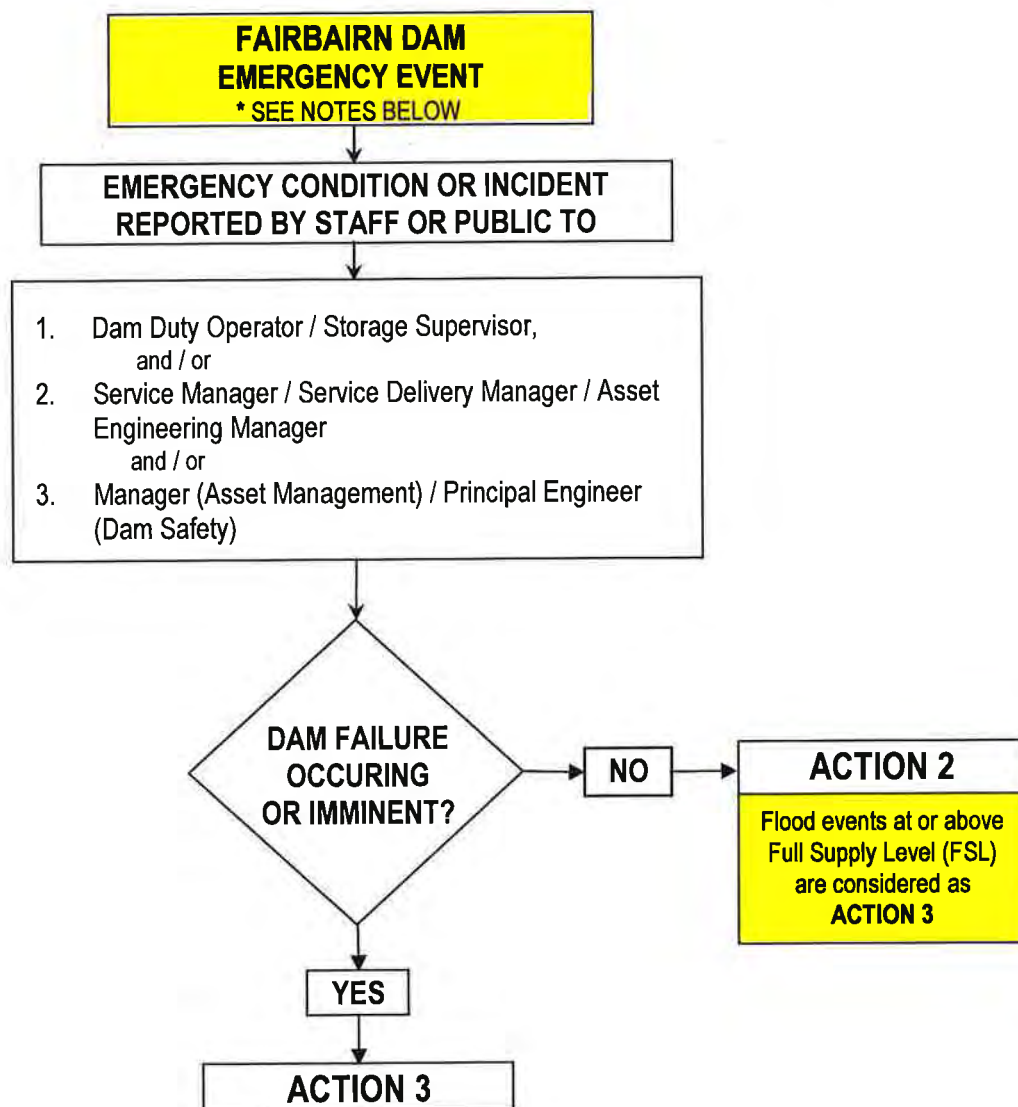 FAIRBAIRN DAM
EMERGENCY EVENT
* SEE NOTES BELOW
EMERGENCY CONDITION OR INCIDENT
REPORTED BY STAFF OR PUBLIC TO
1. Dam Duty Operator / Storage Supervisor,
and / or
2. Service Manager / Service Delivery Manager / Asset
Engineering Manager
and / or
3. Manager (Asset Management) / Principal Engineer
(Dam Safety)
DAM FAILURE
OCCURING
OR IMMINENT?
NO
ACTION 2
Flood events at or above
Full Supply Level (FSL)
are considered as
ACTION 3
YES
ACTION 3